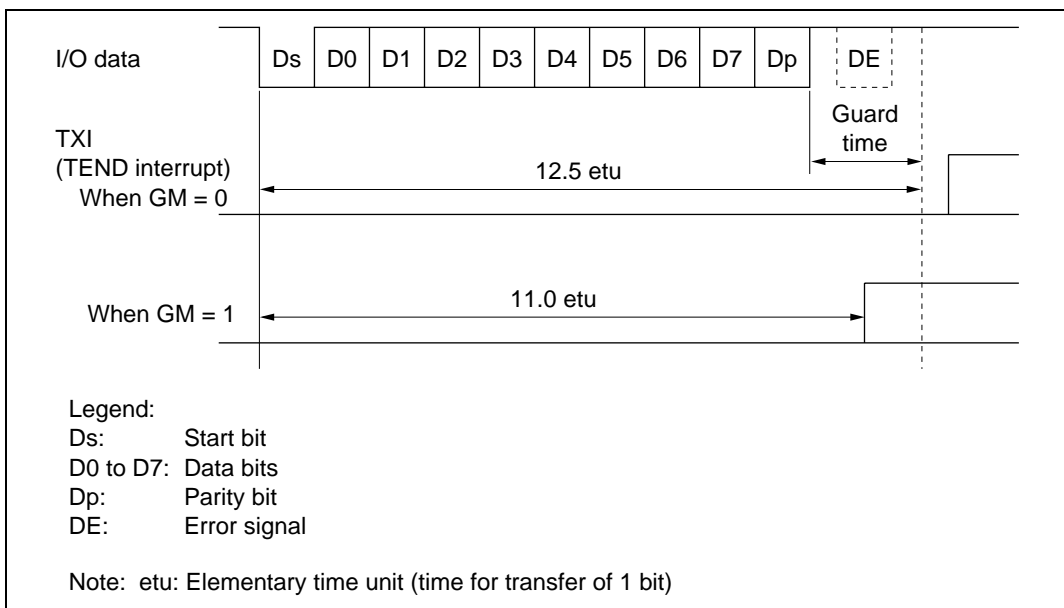 I/O data
Ds D0 D1 D2 D3 D4 D5 D6 D7 Dp DE
Guard
time
TXI
(TEND interrupt)
When GM = 0
12.5 etu
When GM = 1
11.0 etu
Legend:
Ds: Start bit
D0 to D7: Data bits
Dp: Parity bit
DE: Error signal
Note: etu: Elementary time unit (time for transfer of 1 bit)